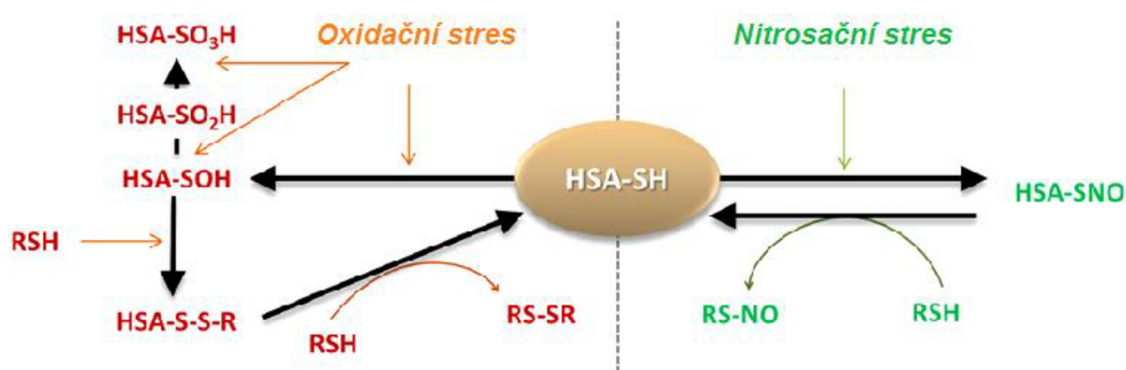 HSA-SO₃H
Oxidační stres
Nitrosační stres
HSA-SO₂H
HSA-SOH
HSA-SH
HSA-SNO
RSH
HSA-S-S-R
RSH
RS-SR
RS-NO
RSH